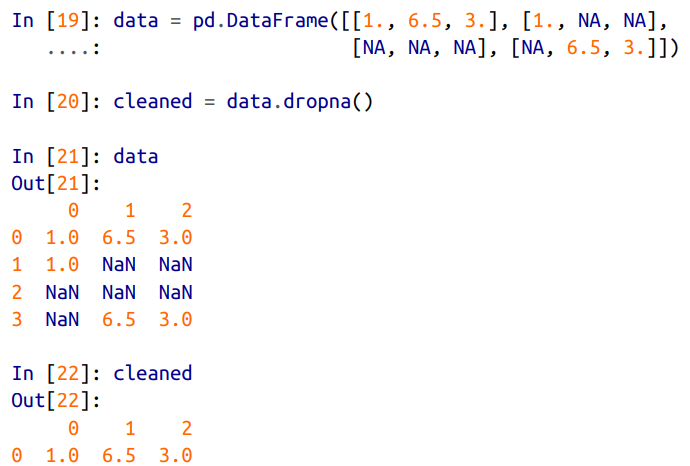 In [19]: data = pd.DataFrame([[1., 6.5, 3.], [1., NA, NA],
   ....:                      [NA, NA, NA], [NA, 6.5, 3.]])
In [20]: cleaned = data.dropna()
In [21]: data
Out[21]:
     0    1    2
0  1.0  6.5  3.0
1  1.0  NaN  NaN
2  NaN  NaN  NaN
3  NaN  6.5  3.0
In [22]: cleaned
Out[22]:
     0    1    2
0  1.0  6.5  3.0